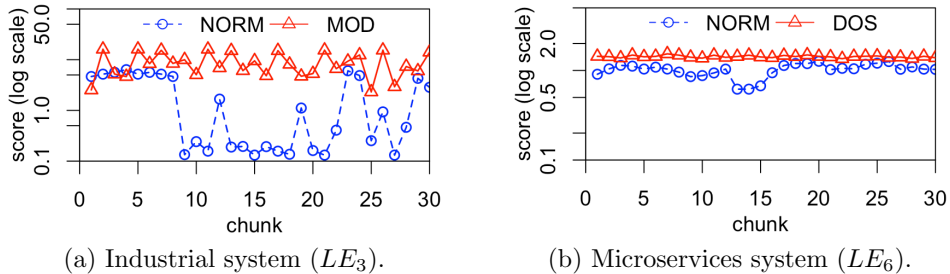 NORM MOD
score (log scale)
50.0
1.0
0.1
0 5 10 15 20 25 30
chunk
(a) Industrial system (LE3).
NORM DOS
score (log scale)
2.0
0.5
0.1
0 5 10 15 20 25 30
chunk
(b) Microservices system (LE6).